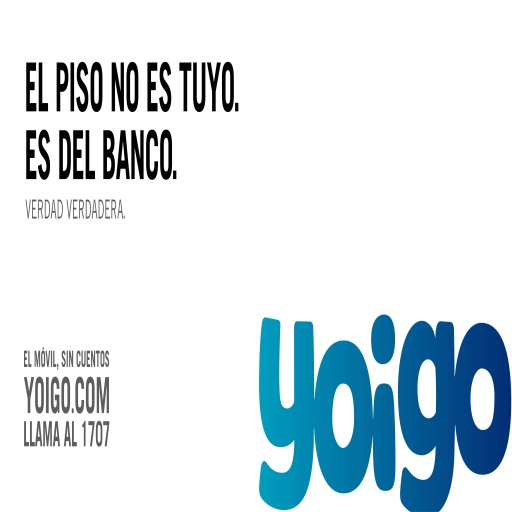 EL PISO NO ES TUYO.
ES DEL BANCO.
VERDAD VERDADERA.
EL MÓVIL, SIN CUENTOS
YOIGO.COM
LLAMA AL 1707
yoigo